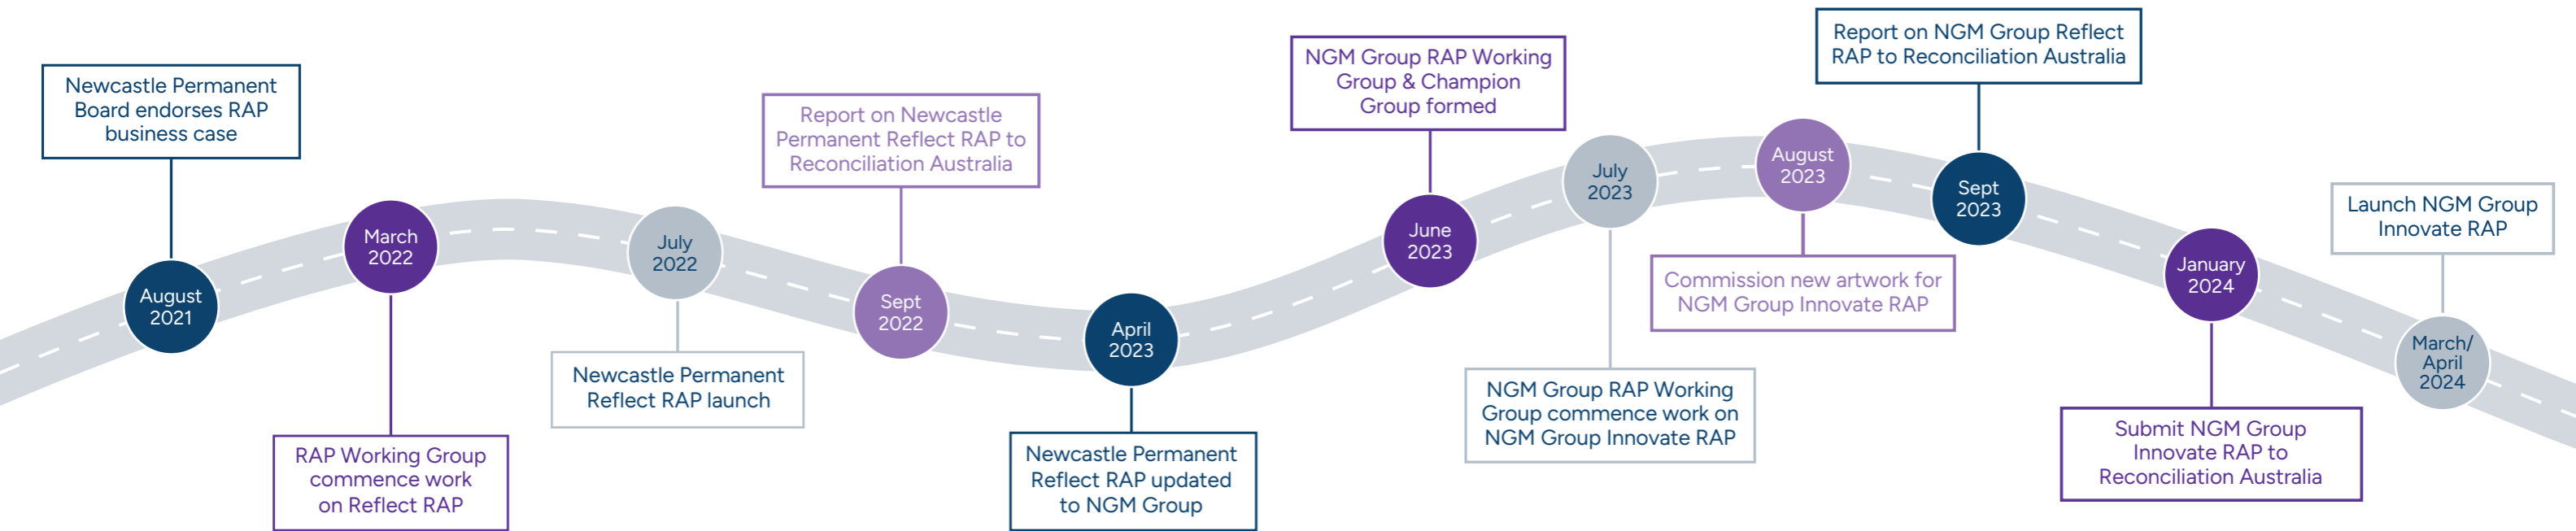 Newcastle Permanent
Board endorses RAP
business case
August
2021
March
2022
RAP Working Group
commence work
on Reflect RAP
July
2022
Newcastle Permanent
Reflect RAP launch
Report on Newcastle
Permanent Reflect RAP to
Reconciliation Australia
Sept
2022
April
2023
Newcastle Permanent
Reflect RAP updated
to NGM Group
NGM Group RAP Working
Group & Champion
Group formed
June
2023
July
2023
NGM Group RAP Working
Group commence work on
NGM Group Innovate RAP
August
2023
Commission new artwork for
NGM Group Innovate RAP
Report on NGM Group Reflect
RAP to Reconciliation Australia
Sept
2023
January
2024
Submit NGM Group
Innovate RAP to
Reconciliation Australia
Launch NGM Group
Innovate RAP
March/
April
2024